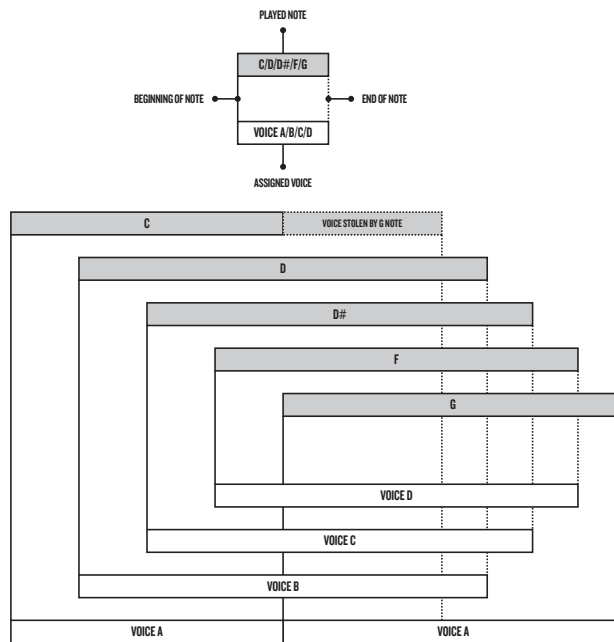 PLAYED NOTE
C/D/D#/F/G
BEGINNING OF NOTE
END OF NOTE
VOICE A/B/C/D
ASSIGNED VOICE
C
VOICE STOLEN BY G NOTE
D
D#
F
G
VOICE D
VOICE C
VOICE B
VOICE A
VOICE A